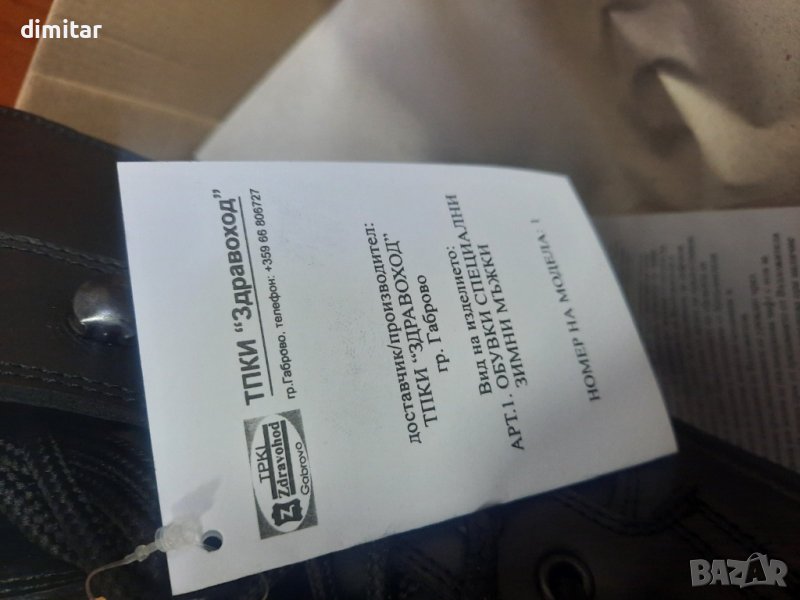 dimitar
ТПКИ “Здравоход”
гр.Габрово, телефон: +359 66 806727
TPKI
Zdravohod
Gabrovo
доставчик/производител:
ТПКИ “ЗДРАВОХОД”
гр. Габрово
Вид на изделието:
АРТ.1. ОБУВКИ СПЕЦИАЛНИ
ЗИМНИ МЪЖКИ
НОМЕР НА МОДЕЛА: 1
BAZAR